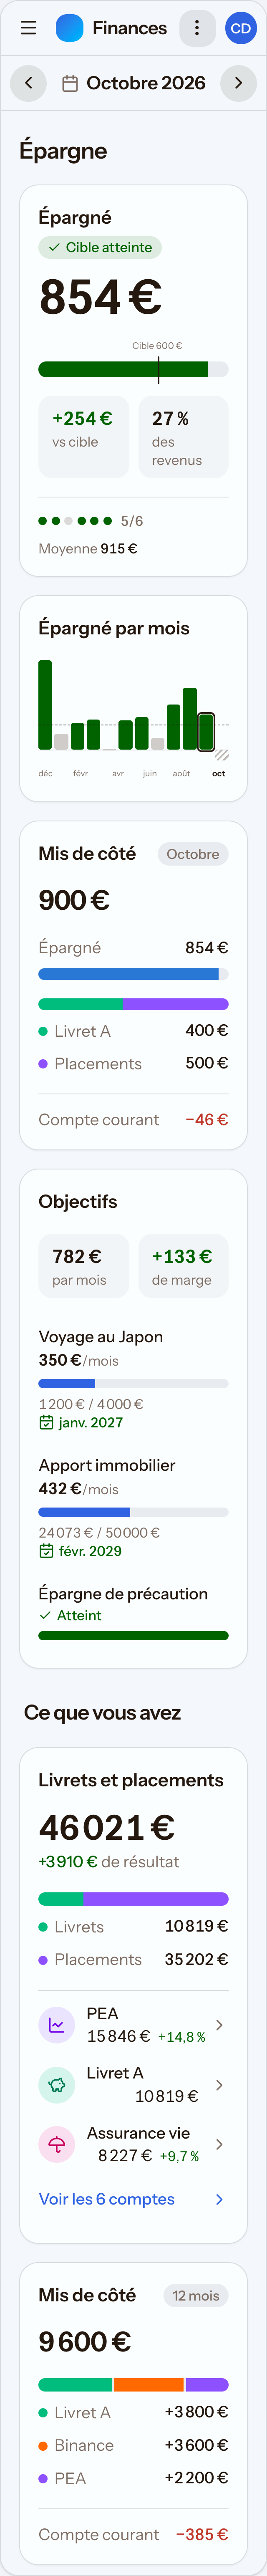 Finances
CD
Octobre 2026
Épargne
Épargné
Cible atteinte
854 €
Cible 600 €
+254 €
vs cible
27 %
des
revenus
5/6
Moyenne 915 €
Épargné par mois
déc févr avr juin août oct
Mis de côté
Octobre
900 €
Épargné 854 €
Livret A 400 €
Placements 500 €
Compte courant −46 €
Objectifs
782 €
par mois
+133 €
de marge
Voyage au Japon
350 €/mois
1 200 € / 4 000 €
janv. 2027
Apport immobilier
432 €/mois
24 073 € / 50 000 €
févr. 2029
Épargne de précaution
Atteint
Ce que vous avez
Livrets et placements
46 021 €
+3 910 € de résultat
Livrets 10 819 €
Placements 35 202 €
PEA
15 846 € +14,8 %
Livret A
10 819 €
Assurance vie
8 227 € +9,7 %
Voir les 6 comptes
Mis de côté
12 mois
9 600 €
Livret A +3 800 €
Binance +3 600 €
PEA +2 200 €
Compte courant −385 €